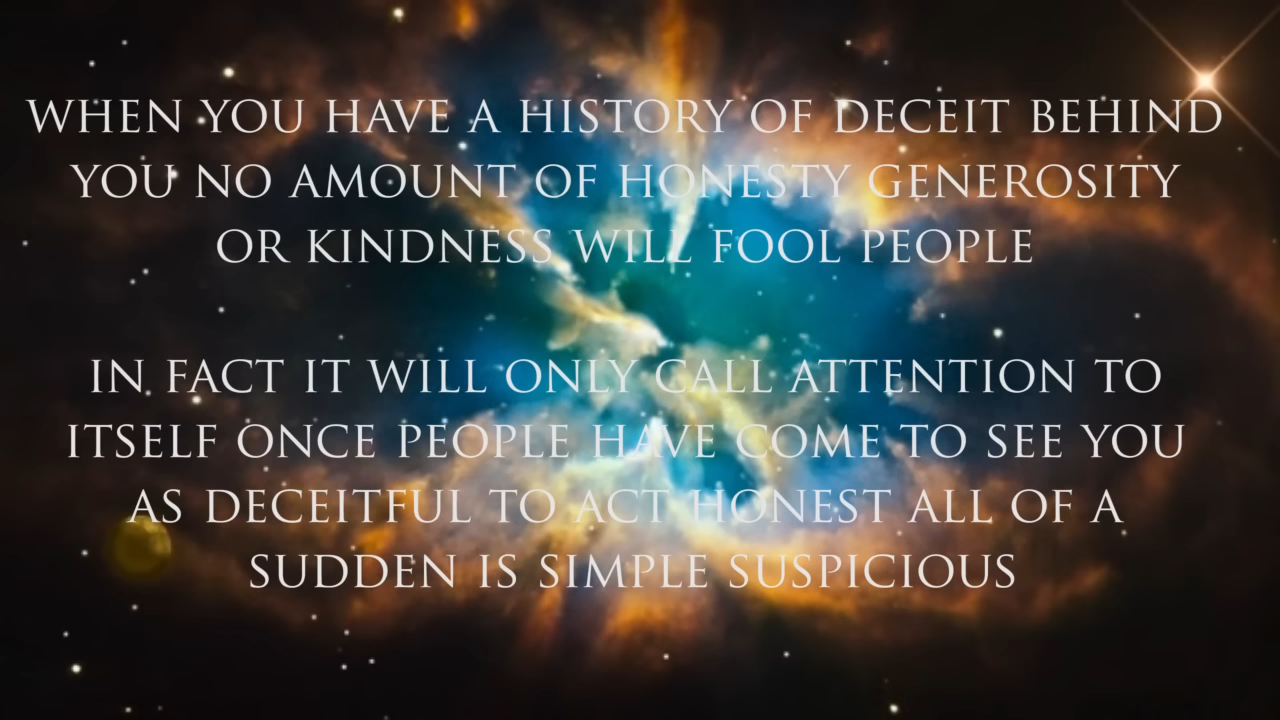 WHEN YOU HAVE A HISTORY OF DECEIT BEHIND
YOU NO AMOUNT OF HONESTY GENEROSITY
OR KINDNESS WILL FOOL PEOPLE
IN FACT IT WILL ONLY CALL ATTENTION TO
ITSELF ONCE PEOPLE HAVE COME TO SEE YOU
AS DECEITFUL TO ACT HONEST ALL OF A
SUDDEN IS SIMPLE SUSPICIOUS